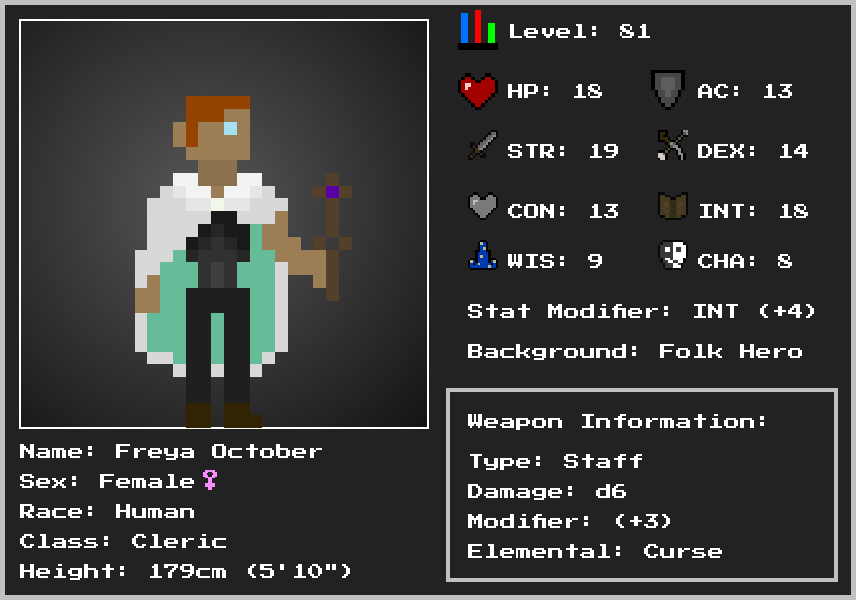 Level: 81
HP: 18
AC: 13
STR: 19
DEX: 14
CON: 13
INT: 18
WIS: 9
CHA: 8
Stat Modifier: INT (+4)
Background: Folk Hero
Weapon Information:
Type: Staff
Damage: d6
Modifier: (+3)
Elemental: Curse
Name: Freya October
Sex: Female♀
Race: Human
Class: Cleric
Height: 179cm (5'10")